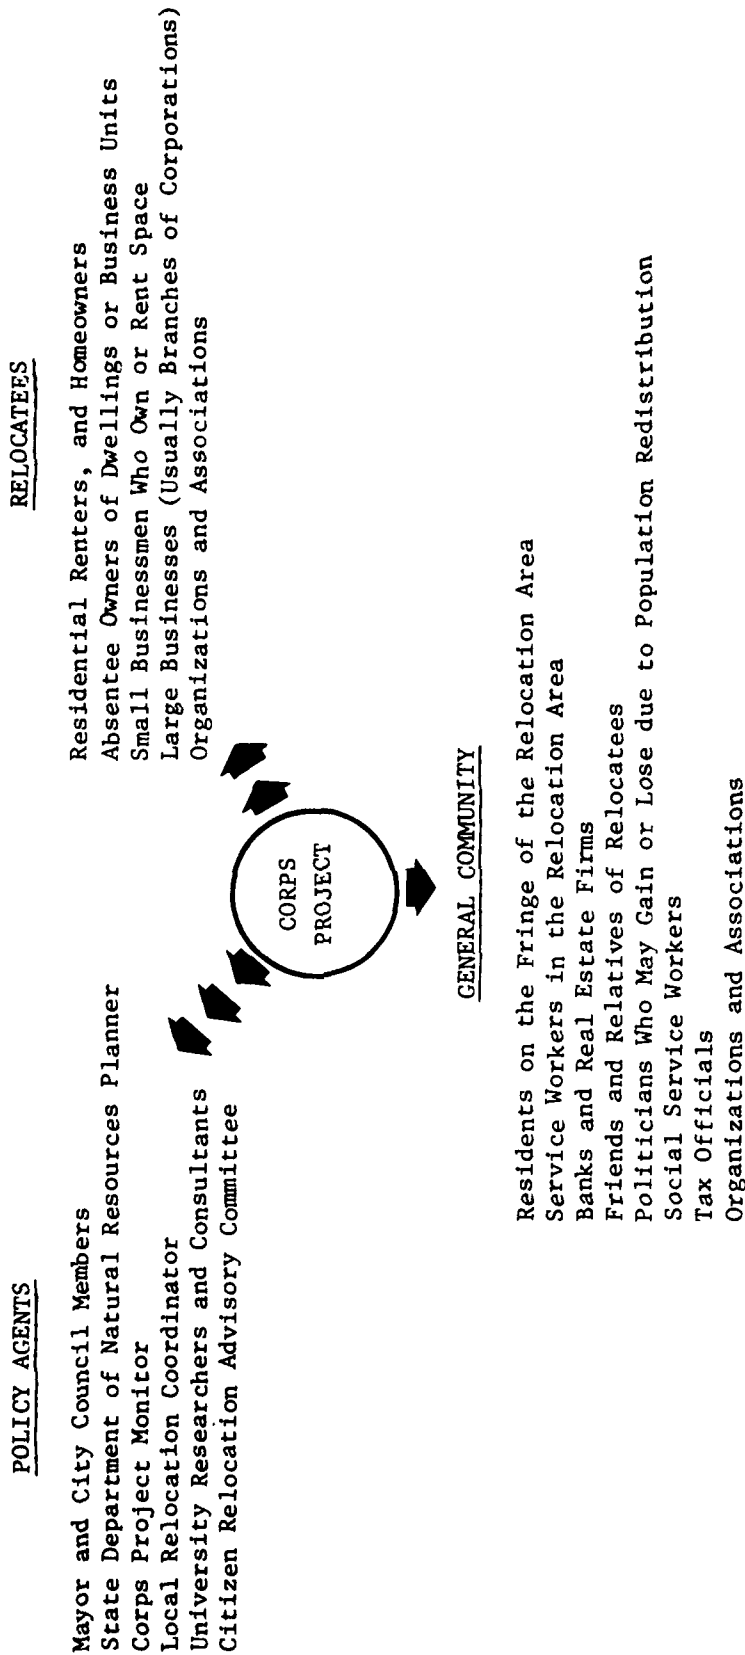 POLICY AGENTS
Mayor and City Council Members
State Department of Natural Resources Planner
Corps Project Monitor
Local Relocation Coordinator
University Researchers and Consultants
Citizen Relocation Advisory Committee
RELOCATEES
Residential Renters, and Homeowners
Absentee Owners of Dwellings or Business Units
Small Businessmen Who Own or Rent Space
Large Businesses (Usually Branches of Corporations)
Organizations and Associations
CORPS
PROJECT
GENERAL COMMUNITY
Residents on the Fringe of the Relocation Area
Service Workers in the Relocation Area
Banks and Real Estate Firms
Friends and Relatives of Relocatees
Politicians Who May Gain or Lose due to Population Redistribution
Social Service Workers
Tax Officials
Organizations and Associations